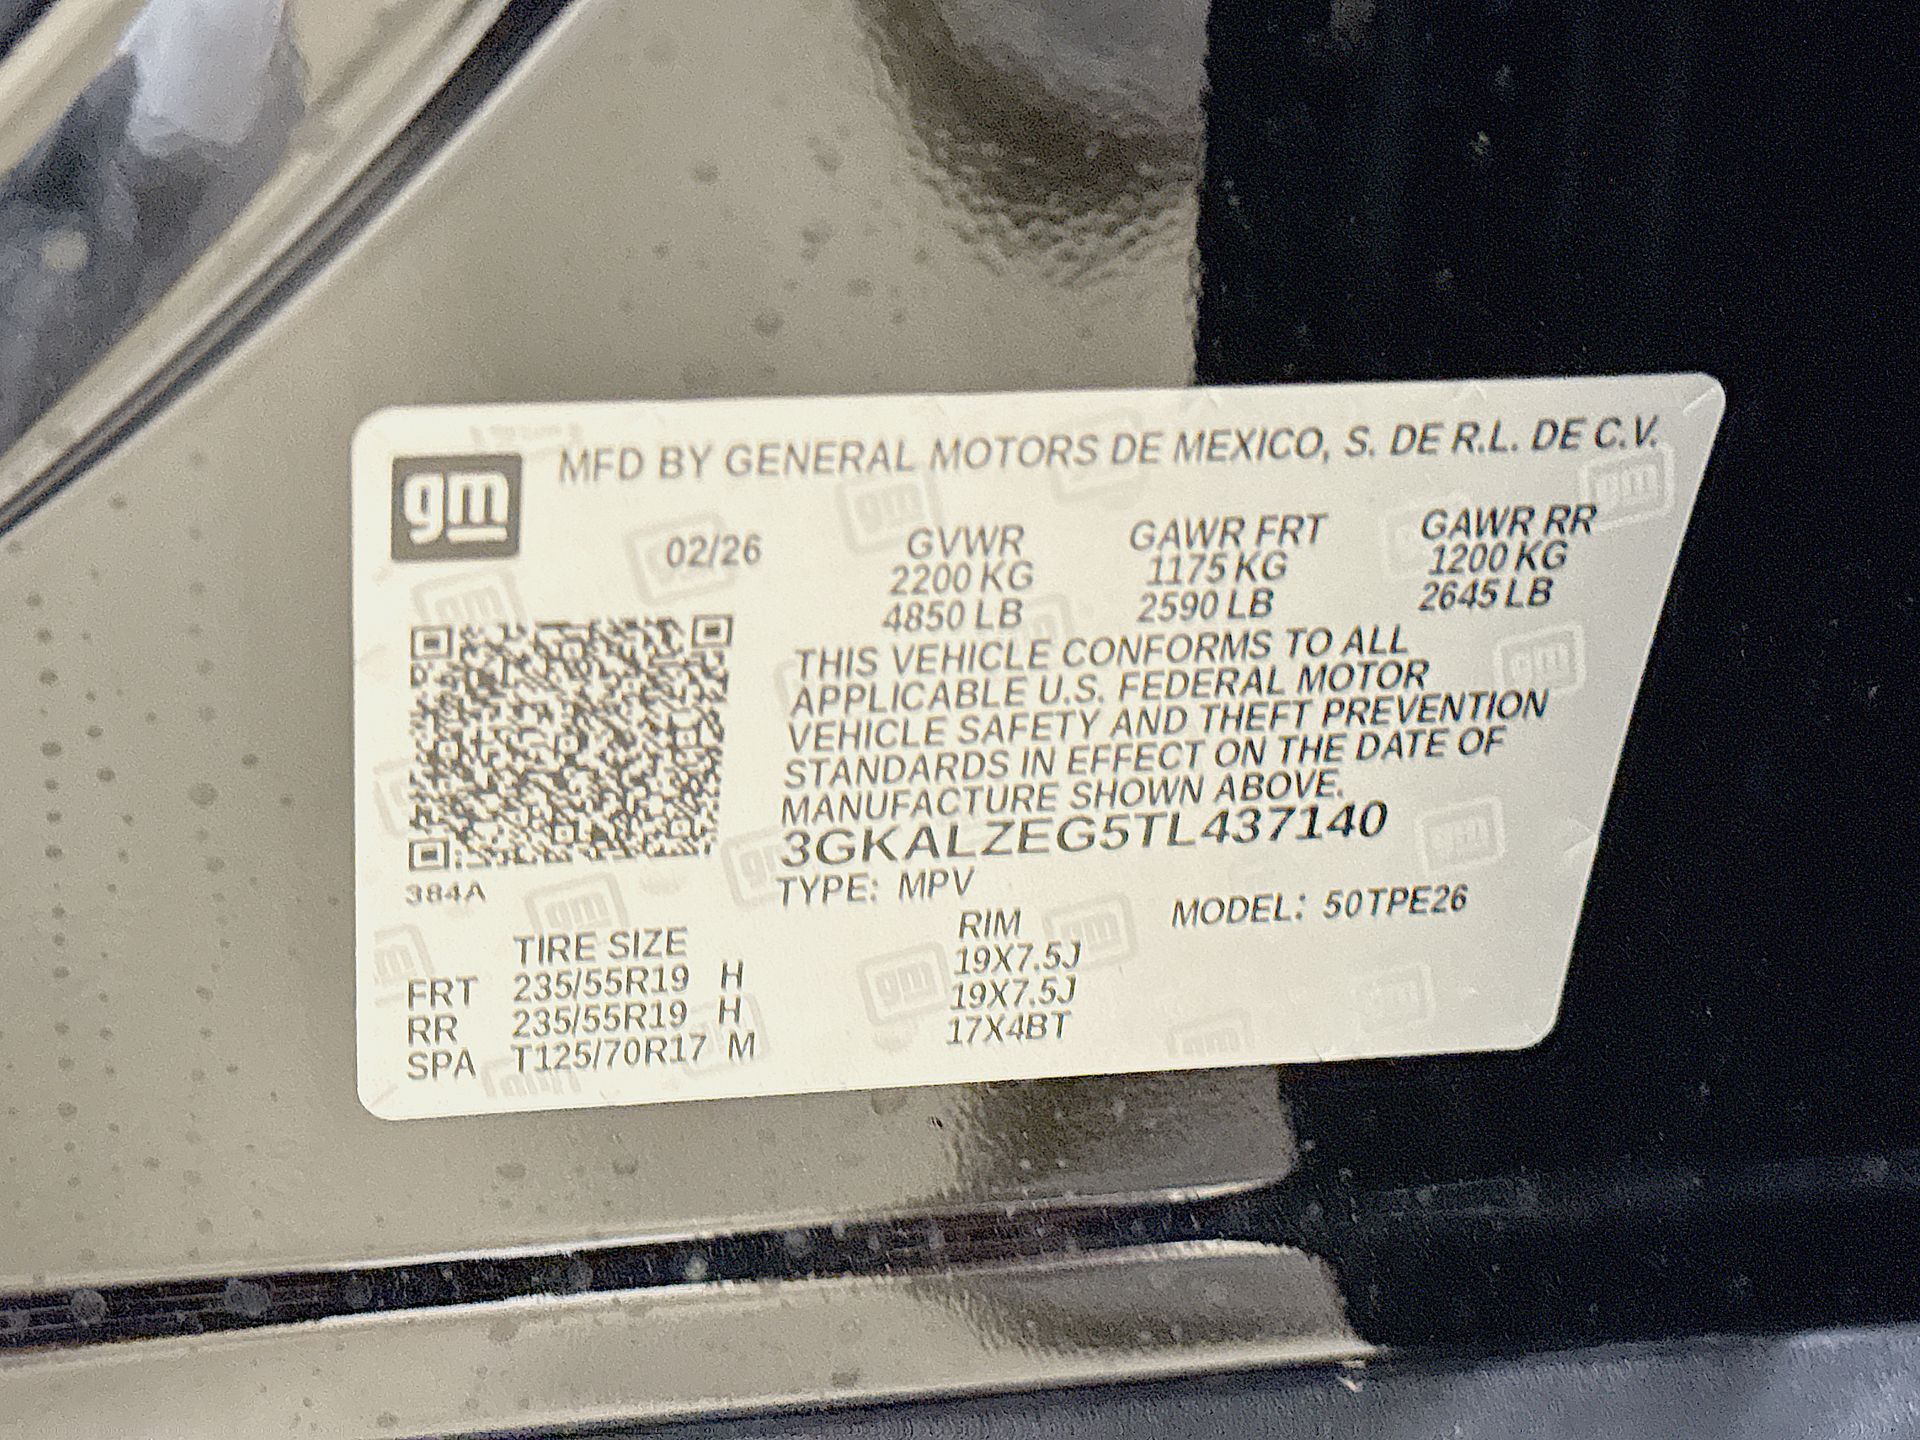 gm
MFD BY GENERAL MOTORS DE MEXICO, S. DE R.L. DE C.V.
02/26 GVWR GAWR FRT GAWR RR
2200 KG 1175 KG 1200 KG
4850 LB 2590 LB 2645 LB
THIS VEHICLE CONFORMS TO ALL
APPLICABLE U.S. FEDERAL MOTOR
VEHICLE SAFETY AND THEFT PREVENTION
STANDARDS IN EFFECT ON THE DATE OF
MANUFACTURE SHOWN ABOVE.
3GKALZEG5TL437140
384A
TYPE: MPV MODEL: 50TPE26
TIRE SIZE RIM
FRT 235/55R19 H 19X7.5J
RR 235/55R19 H 19X7.5J
SPA T125/70R17 M 17X4BT